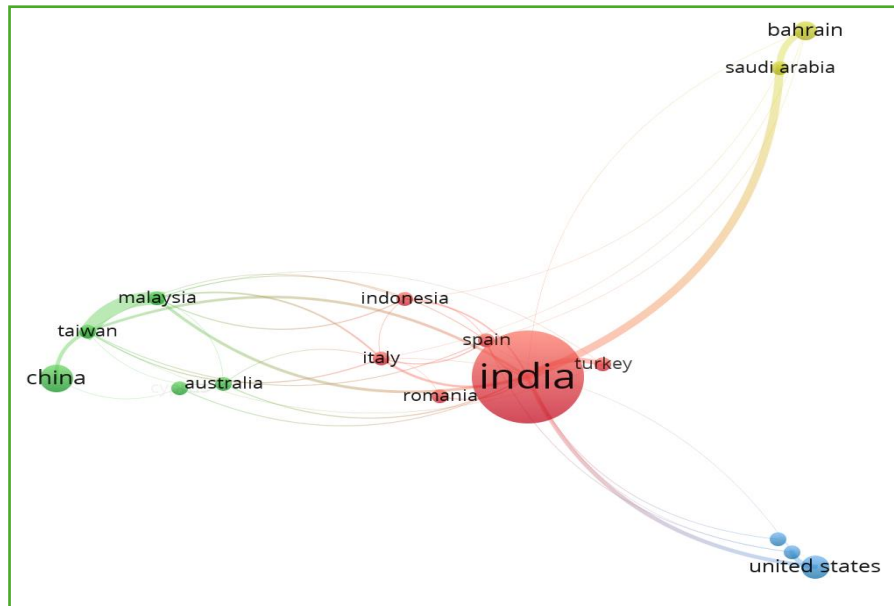 bahrain
saudi arabia
malaysia
indonesia
taiwan
spain
italy
turkey
china
india
australia
romania
united states